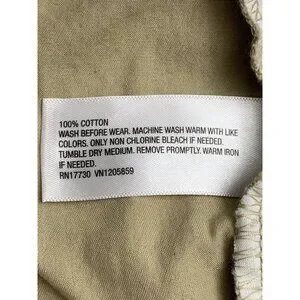 100% COTTON
WASH BEFORE WEAR. MACHINE WASH WARM WITH LIKE
COLORS. ONLY NON CHLORINE BLEACH IF NEEDED.
TUMBLE DRY MEDIUM. REMOVE PROMPTLY. WARM IRON
IF NEEDED.
RN17730 VN1205859